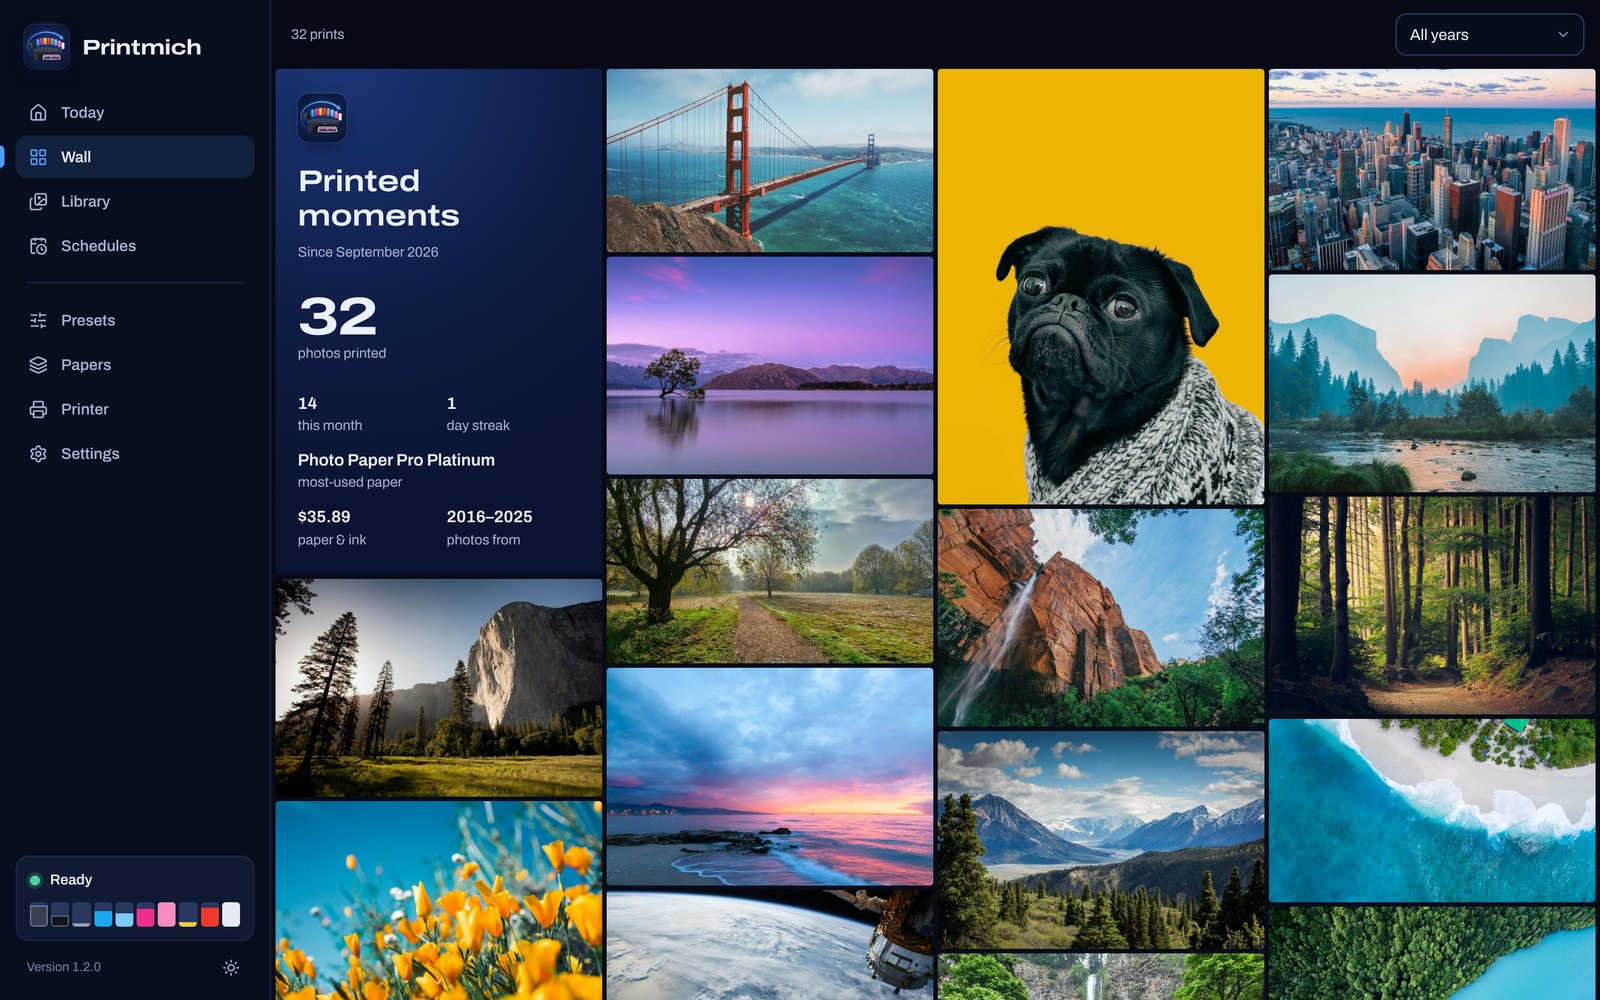 Printmich
Today
Wall
Library
Schedules
Presets
Papers
Printer
Settings
Ready
Version 1.2.0
32 prints
All years
Printed
moments
Since September 2026
32
photos printed
14
this month
1
day streak
Photo Paper Pro Platinum
most-used paper
$35.89
paper & ink
2016–2025
photos from